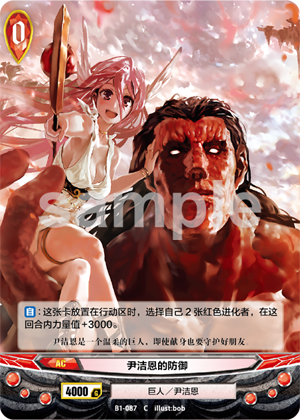 0
sample
自：这张卡放置在行动区时，选择自己2张红色进化者，在这
回合内力量值+3000。
尹洁恩是一个温柔的巨人，即使献身也要守护好朋友
AC
尹洁恩的防御
4000
巨人／尹洁恩
B1-087 C illust:bob